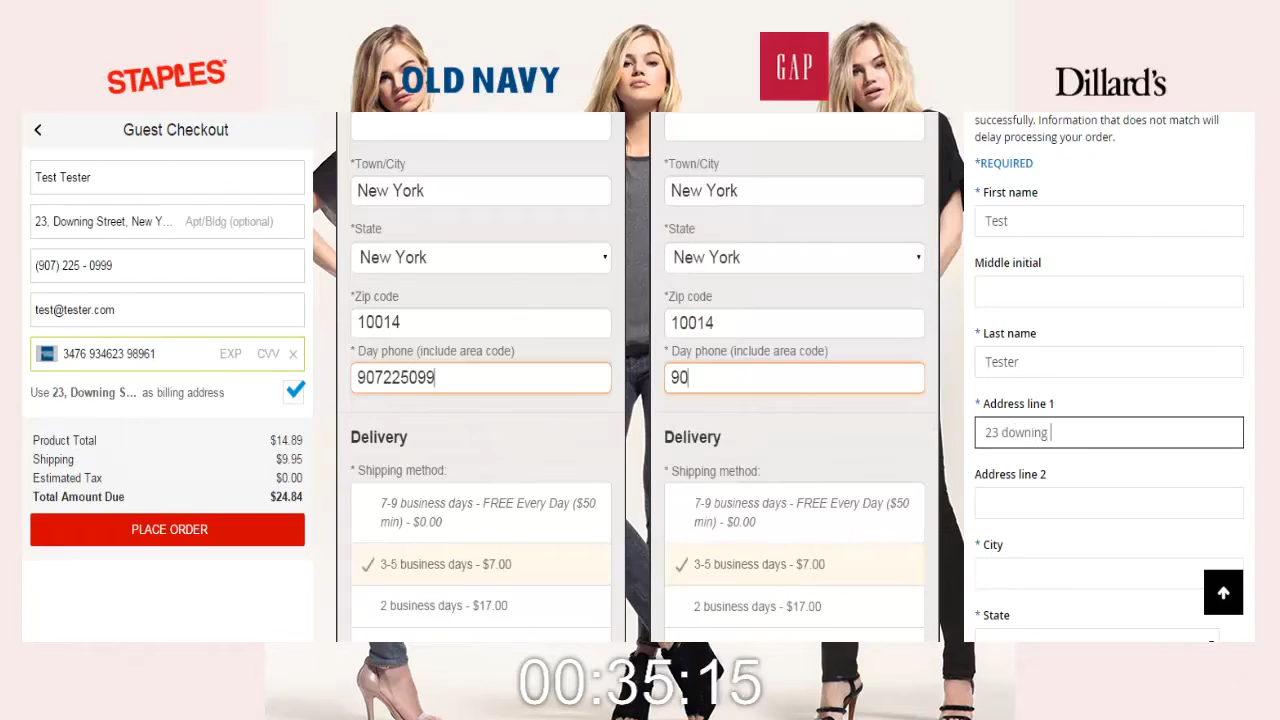 STAPLES
OLD NAVY
GAP
Dillard's
Guest Checkout
Test Tester
23, Downing Street, New Y... Apt/Bldg (optional)
(907) 225 - 0999
test@tester.com
3476 934623 98961 EXP CVV X
Use 23, Downing S... as billing address
Product Total $14.89
Shipping $9.95
Estimated Tax $0.00
Total Amount Due $24.84
PLACE ORDER
*Town/City
New York
*State
New York
*Zip code
10014
* Day phone (include area code)
907225099
Delivery
* Shipping method:
7-9 business days - FREE Every Day ($50
min) - $0.00
3-5 business days - $7.00
2 business days - $17.00
*Town/City
New York
*State
New York
*Zip code
10014
* Day phone (include area code)
90
Delivery
* Shipping method:
7-9 business days - FREE Every Day ($50
min) - $0.00
3-5 business days - $7.00
2 business days - $17.00
successfully. Information that does not match will
delay processing your order.
*REQUIRED
* First name
Test
Middle initial
* Last name
Tester
* Address line 1
23 downing
Address line 2
* City
* State
00:35:15